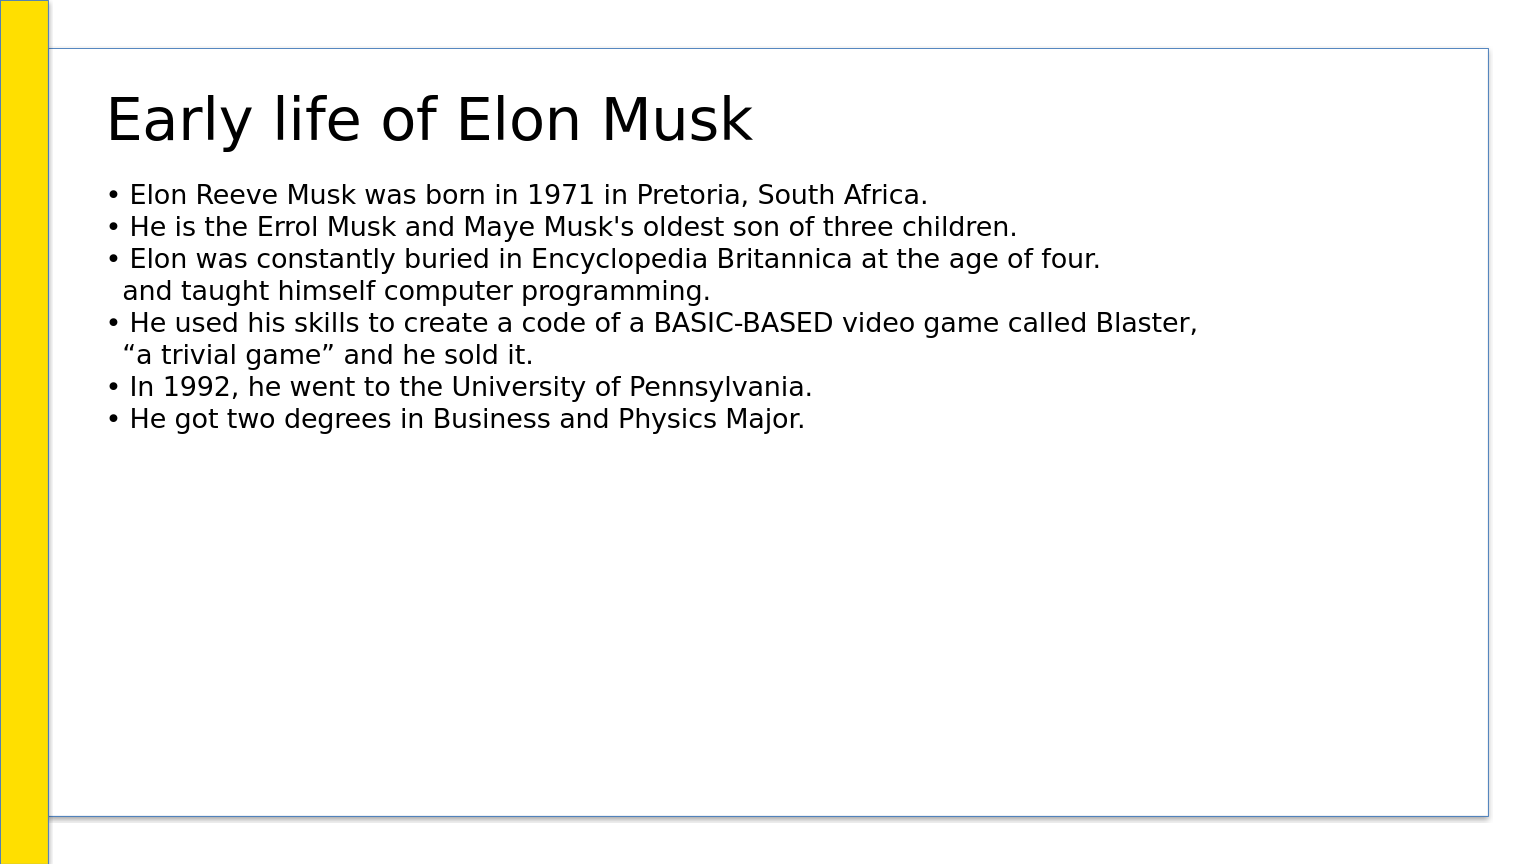 Early life of Elon Musk
• Elon Reeve Musk was born in 1971 in Pretoria, South Africa.
• He is the Errol Musk and Maye Musk's oldest son of three children.
• Elon was constantly buried in Encyclopedia Britannica at the age of four.
and taught himself computer programming.
• He used his skills to create a code of a BASIC-BASED video game called Blaster,
“a trivial game” and he sold it.
• In 1992, he went to the University of Pennsylvania.
• He got two degrees in Business and Physics Major.